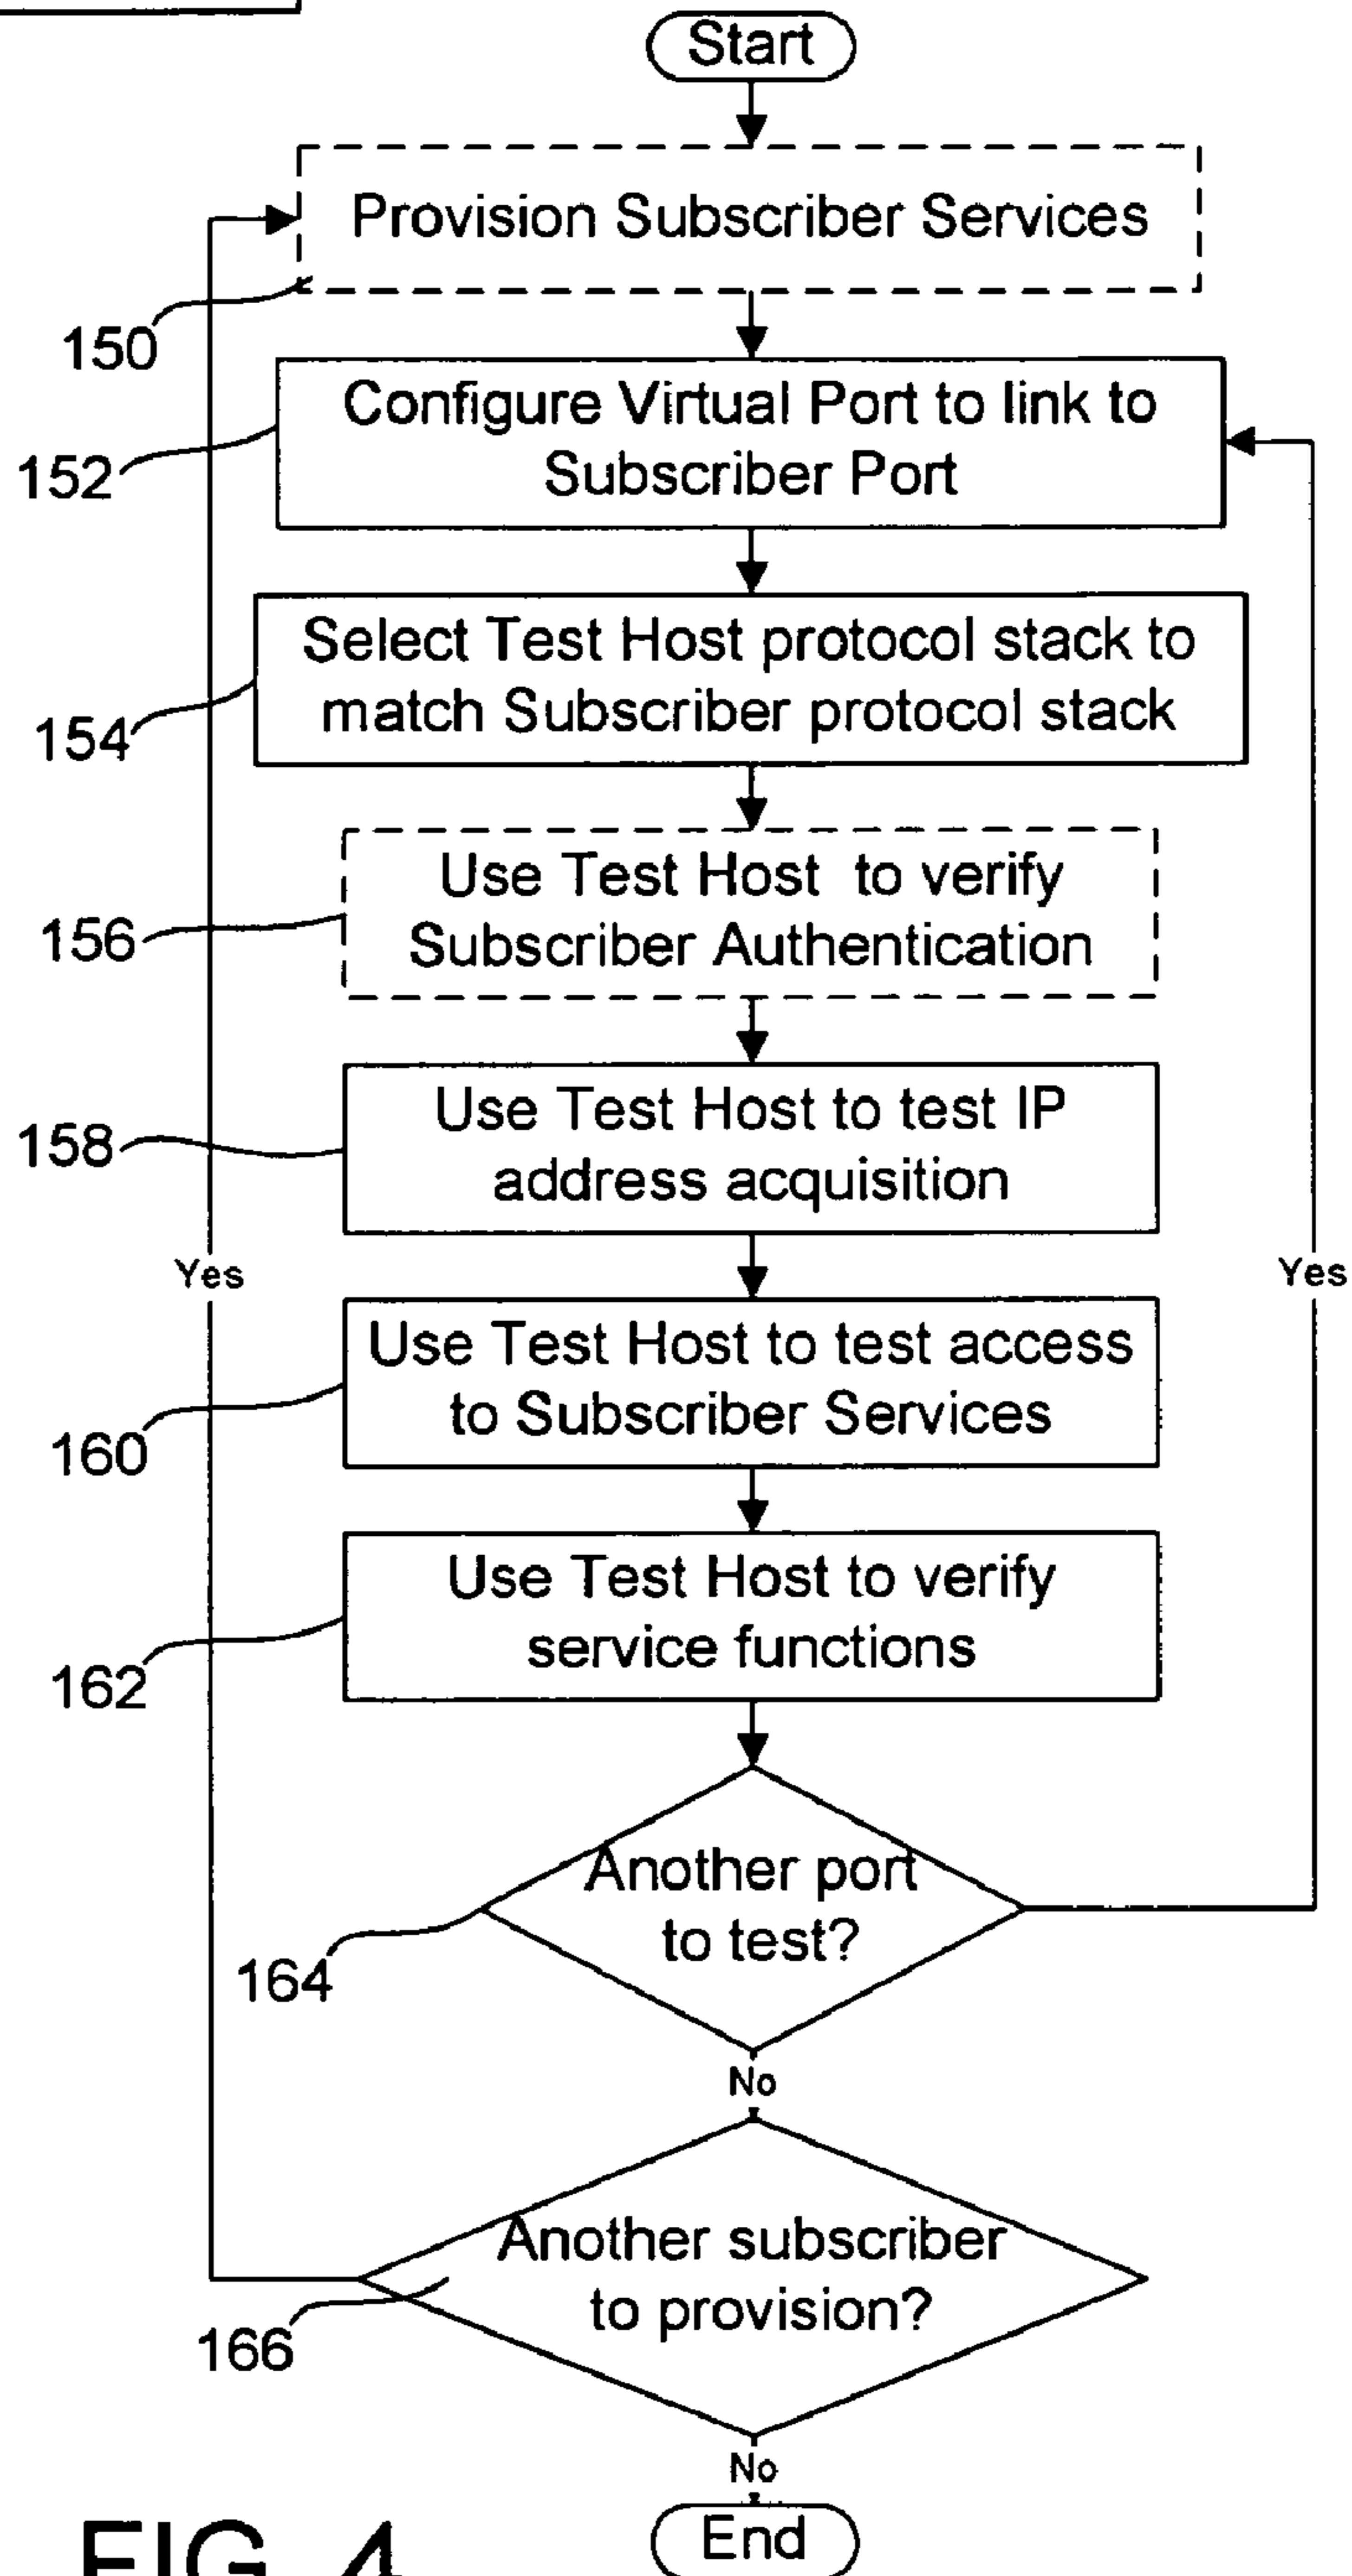 Start
Provision Subscriber Services
150
Configure Virtual Port to link to
Subscriber Port
152
Select Test Host protocol stack to
match Subscriber protocol stack
154
Use Test Host to verify
Subscriber Authentication
156
Use Test Host to test IP
address acquisition
158
Yes
Yes
Use Test Host to test access
to Subscriber Services
160
Use Test Host to verify
service functions
162
Another port
to test?
164
No
Another subscriber
to provision?
166
No
End
FIG. 4